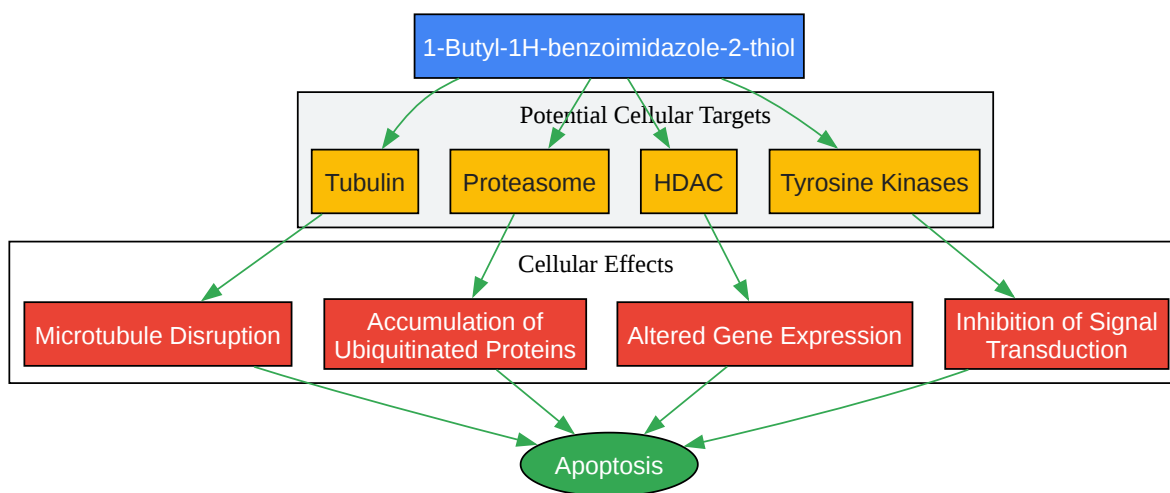 1-Butyl-1H-benzoimidazole-2-thiol
Potential Cellular Targets
Tubulin
Proteasome
HDAC
Tyrosine Kinases
Cellular Effects
Microtubule Disruption
Accumulation of
Ubiquitinated Proteins
Altered Gene Expression
Inhibition of Signal
Transduction
Apoptosis